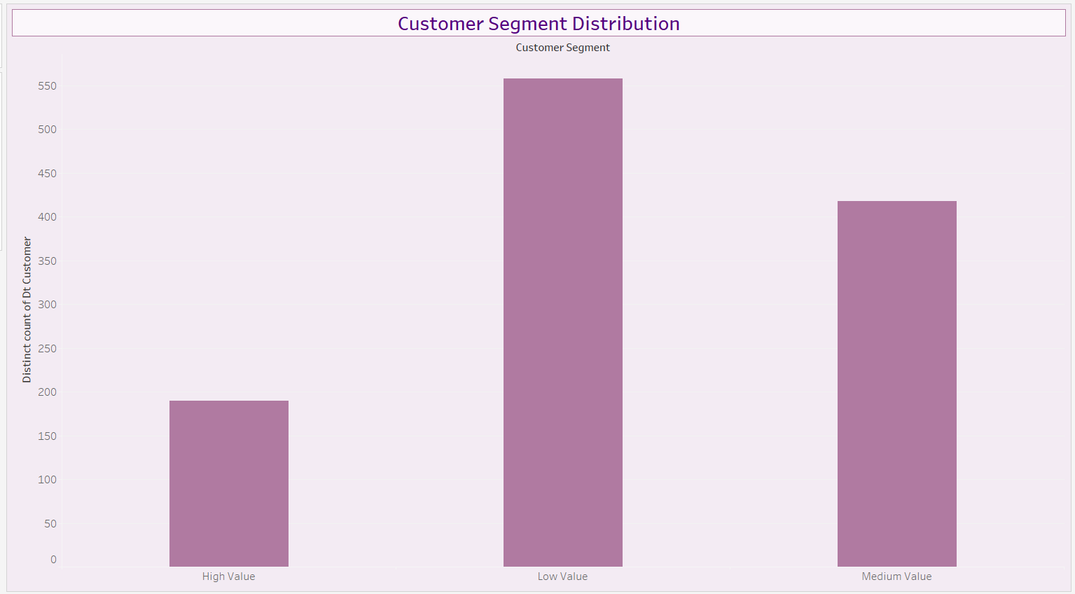 Customer Segment Distribution
Customer Segment
550
500
450
400
350
300
250
200
150
100
50
0
Distinct count of Dt Customer
High Value
Low Value
Medium Value